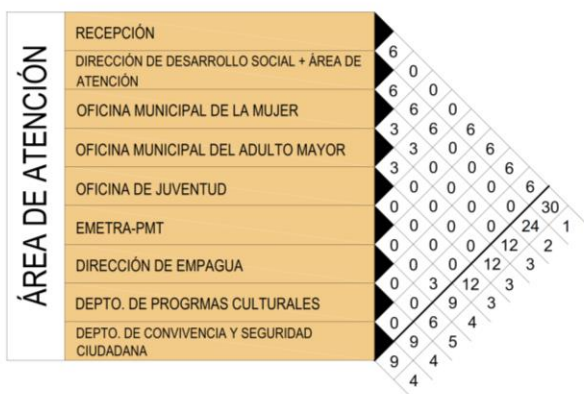 ÁREA DE ATENCIÓN
RECEPCIÓN
6
DIRECCIÓN DE DESARROLLO SOCIAL + ÁREA DE
ATENCIÓN
0
6 0
OFICINA MUNICIPAL DE LA MUJER
6 0
3 6 6
OFICINA MUNICIPAL DEL ADULTO MAYOR
3 0 6
3 0 0 6
OFICINA DE JUVENTUD
0 0 0 6
0 0 0 0 30
EMETRA-PMT
0 0 0 24 1
0 0 0 12 2
DIRECCIÓN DE EMPAGUA
0 0 12 3
0 3 12 3
DEPTO. DE PROGRMAS CULTURALES
0 9 3
0 6 4
DEPTO. DE CONVIVENCIA Y SEGURIDAD
CIUDADANA
9 5
9 4
4